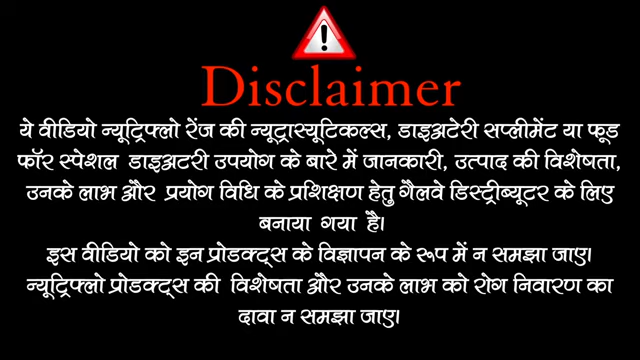 Disclaimer
ये वीडियो न्यूट्रिफ्लो रेंज की न्यूट्रास्यूटिकल्स, डाइअटेरी सप्लीमेंट या फूड
फॉर स्पेशल डाइअटरी उपयोग के बारे में जानकारी, उत्पाद की विशेषता,
उनके लाभ और प्रयोग विधि के प्रशिक्षण हेतु गैलवे डिस्ट्रीब्यूटर के लिए
बनाया गया है।
इस वीडियो को इन प्रोडक्ट्स के विज्ञापन के रूप में न समझा जाए।
न्यूट्रिफ्लो प्रोडक्ट्स की विशेषता और उनके लाभ को रोग निवारण का
दावा न समझा जाए।